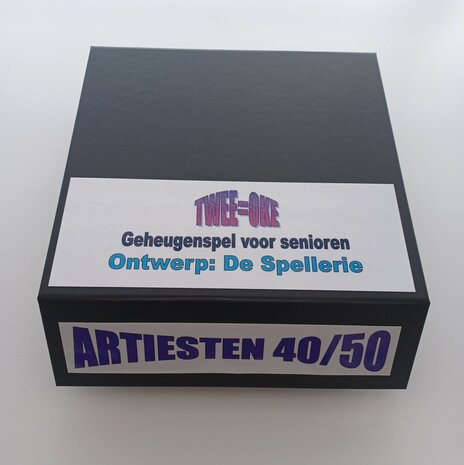 TWEE=OKE
Geheugenspel voor senioren
Ontwerp: De Spellerie
ARTIESTEN 40/50